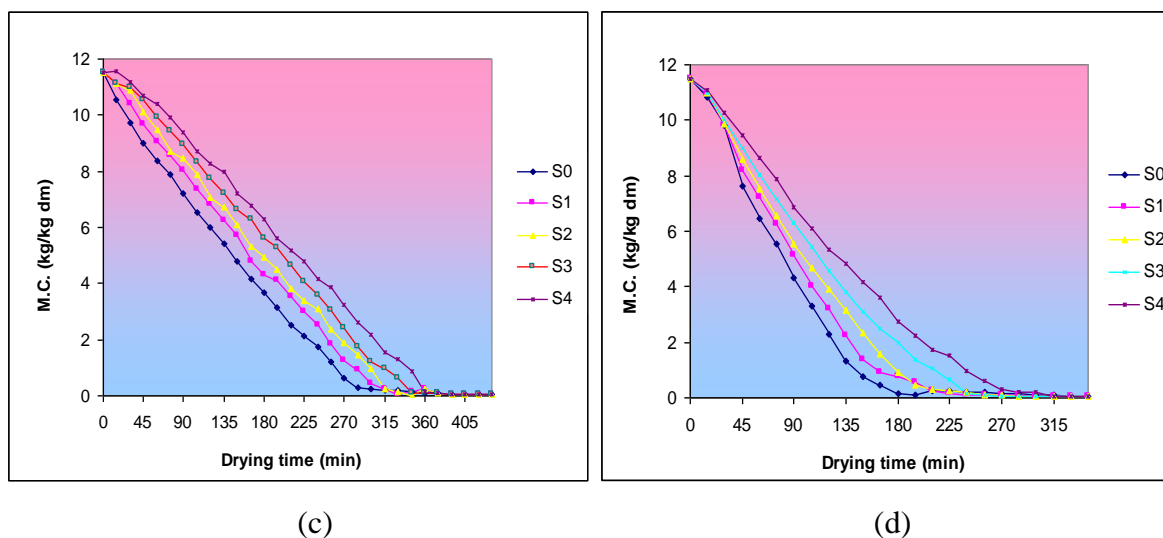 12
10
8
6
4
2
0
M.C. (kg/kg dm)
0 45 90 135 180 225 270 315 360 405
Drying time (min)
S0
S1
S2
S3
S4
(c)
12
10
8
6
4
2
0
M.C. (kg/kg dm)
0 45 90 135 180 225 270 315
Drying time (min)
S0
S1
S2
S3
S4
(d)